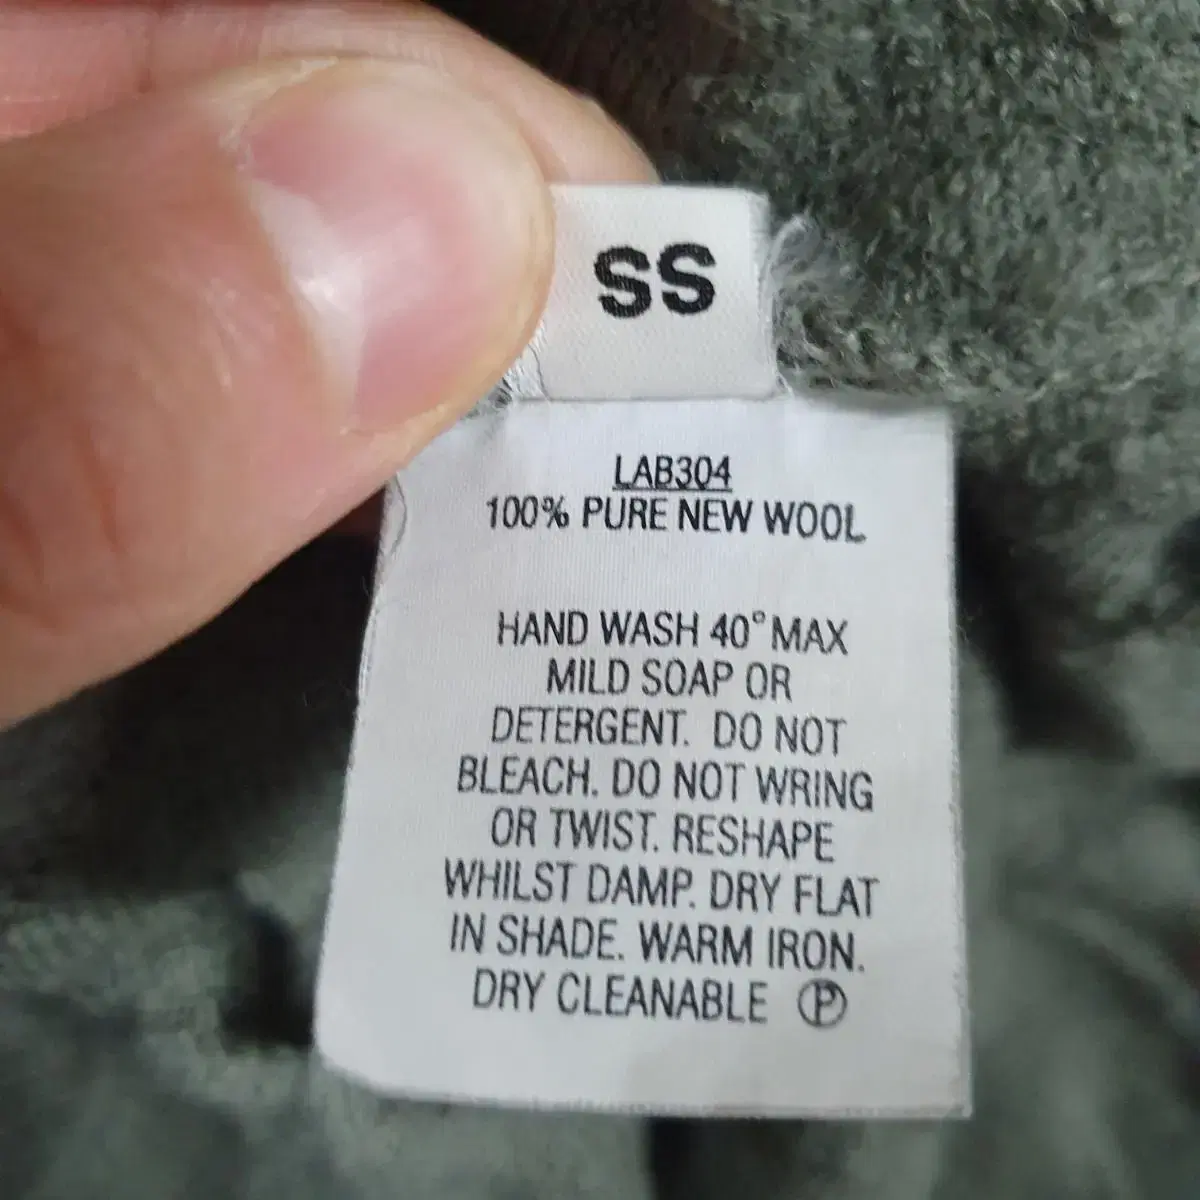 SS
LAB304
100% PURE NEW WOOL
HAND WASH 40° MAX
MILD SOAP OR
DETERGENT. DO NOT
BLEACH. DO NOT WRING
OR TWIST. RESHAPE
WHILST DAMP. DRY FLAT
IN SHADE. WARM IRON.
DRY CLEANABLE Ⓟ